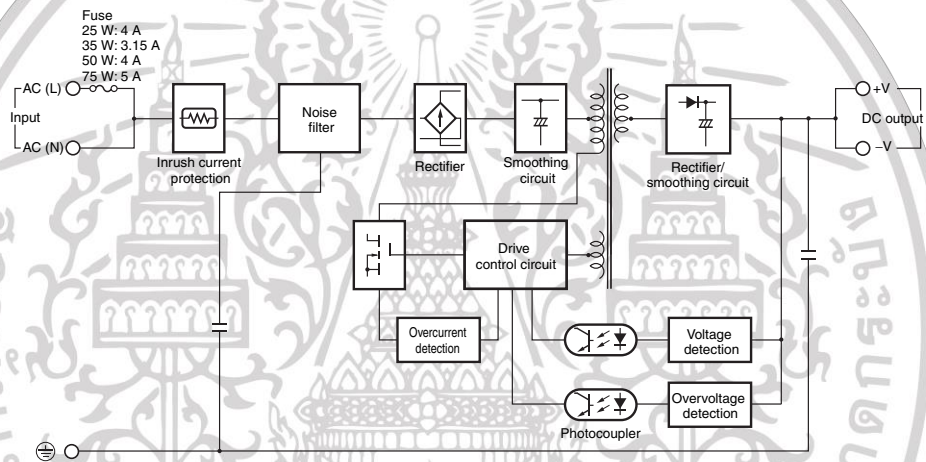 Fuse
25 W: 4 A
35 W: 3.15 A
50 W: 4 A
75 W: 5 A
AC (L)
Input
AC (N)
Inrush current
protection
Noise
filter
Rectifier
Smoothing
circuit
Rectifier/
smoothing circuit
+V
DC output
–V
Drive
control circuit
Overcurrent
detection
Voltage
detection
Overvoltage
detection
Photocoupler